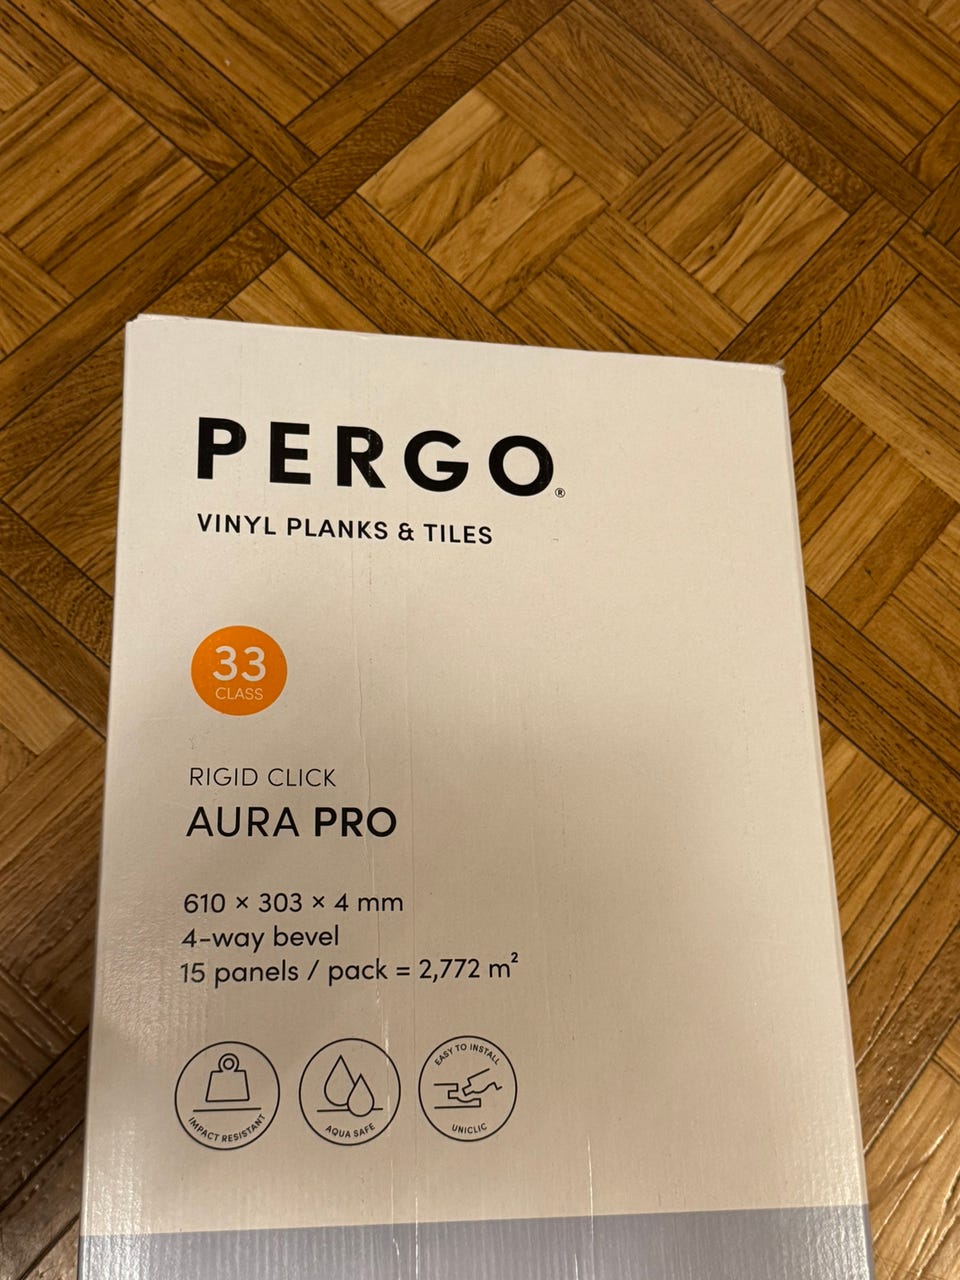 PERGO®
VINYL PLANKS & TILES
33
CLASS
RIGID CLICK
AURA PRO
610 × 303 × 4 mm
4-way bevel
15 panels / pack = 2,772 m²
IMPACT RESISTANT
AQUA SAFE
EASY TO INSTALL
UNICLIC